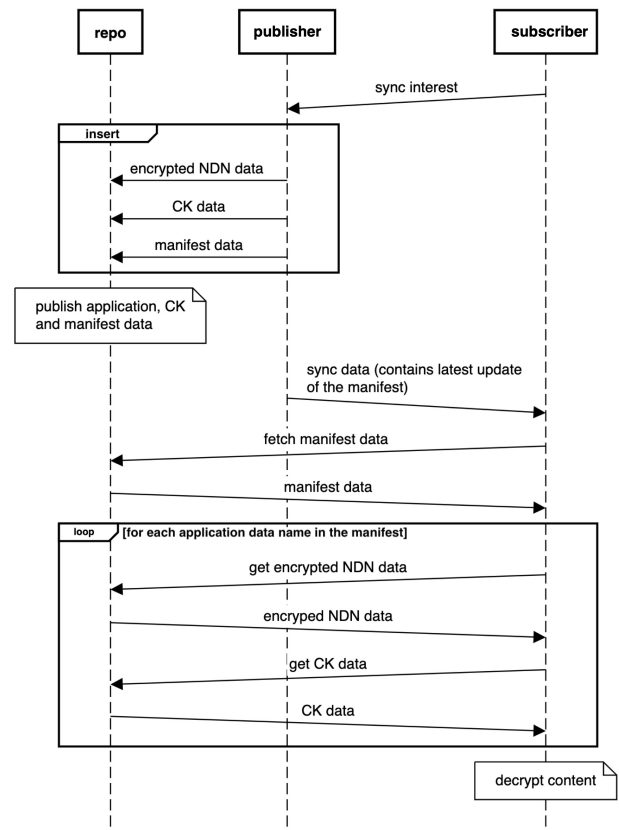 repo
publisher
subscriber
sync interest
insert
encrypted NDN data
CK data
manifest data
publish application, CK
and manifest data
sync data (contains latest update
of the manifest)
fetch manifest data
manifest data
loop
[for each application data name in the manifest]
get encrypted NDN data
encryped NDN data
get CK data
CK data
decrypt content